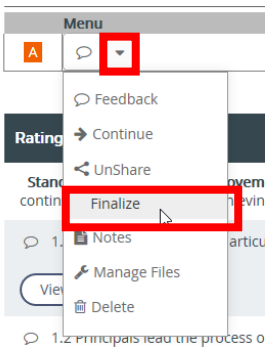 Menu
A
Feedback
Continue
Rating
UnShare
Stand
contin
Finalize
Notes
1.
articu
Manage Files
View
Delete
1.2 Principals lead the process o